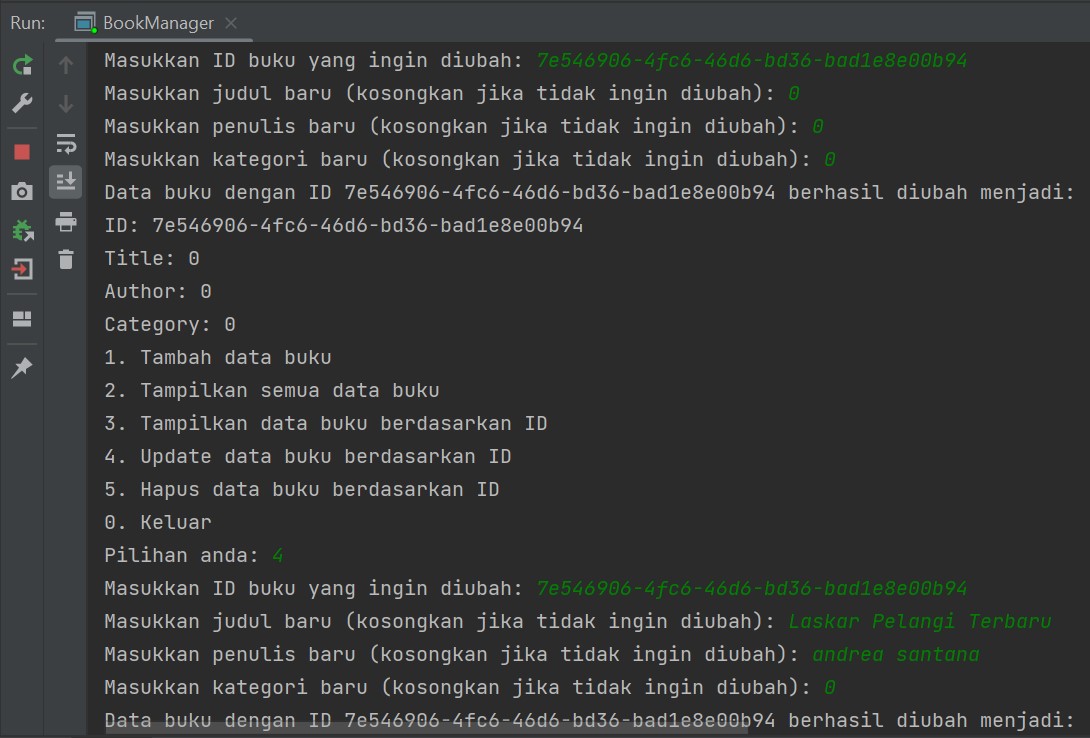 Run: BookManager
Masukkan ID buku yang ingin diubah: 7e546906-4fc6-46d6-bd36-bad1e8e00b94
Masukkan judul baru (kosongkan jika tidak ingin diubah): 0
Masukkan penulis baru (kosongkan jika tidak ingin diubah): 0
Masukkan kategori baru (kosongkan jika tidak ingin diubah): 0
Data buku dengan ID 7e546906-4fc6-46d6-bd36-bad1e8e00b94 berhasil diubah menjadi:
ID: 7e546906-4fc6-46d6-bd36-bad1e8e00b94
Title: 0
Author: 0
Category: 0
1. Tambah data buku
2. Tampilkan semua data buku
3. Tampilkan data buku berdasarkan ID
4. Update data buku berdasarkan ID
5. Hapus data buku berdasarkan ID
0. Keluar
Pilihan anda: 4
Masukkan ID buku yang ingin diubah: 7e546906-4fc6-46d6-bd36-bad1e8e00b94
Masukkan judul baru (kosongkan jika tidak ingin diubah): Laskar Pelangi Terbaru
Masukkan penulis baru (kosongkan jika tidak ingin diubah): andrea santana
Masukkan kategori baru (kosongkan jika tidak ingin diubah): 0
Data buku dengan ID 7e546906-4fc6-46d6-bd36-bad1e8e00b94 berhasil diubah menjadi: